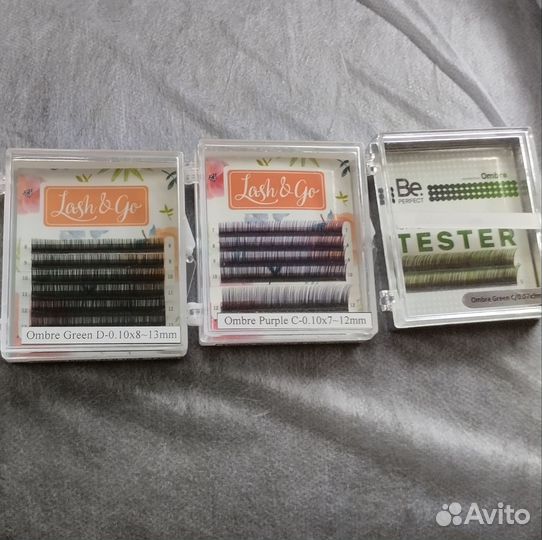 Lash & Go
Ombre Green D-0.10x8~13mm
Lash & Go
Ombre Purple C-0.10x7~12mm
Be.
PERFECT
Ombre
TESTER
Avito